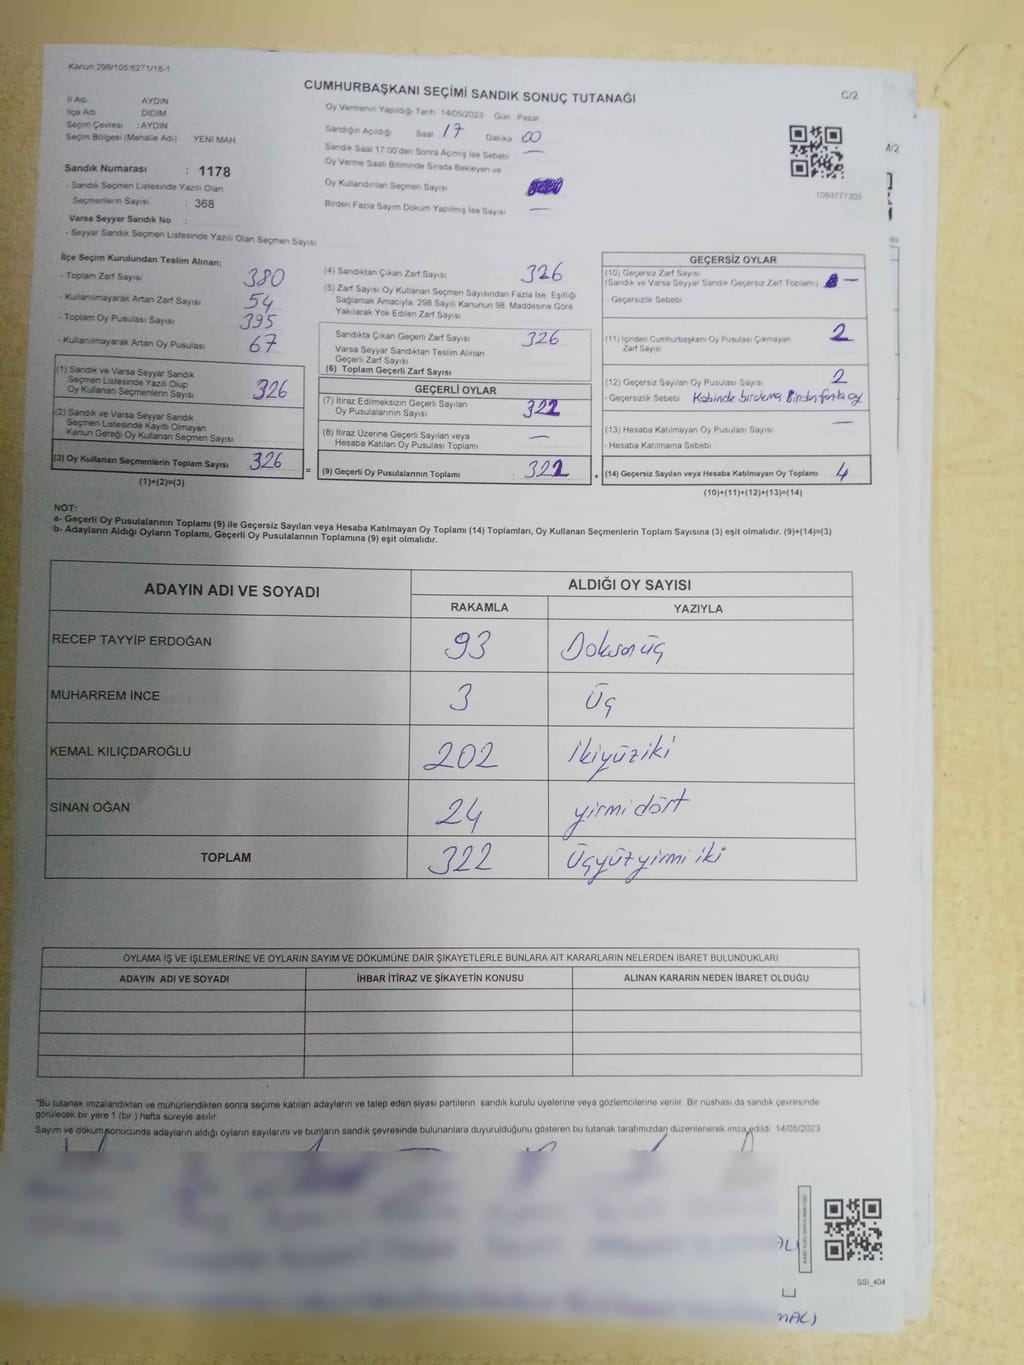 Kanun 298/105;6271/18-1
CUMHURBAŞKANI SEÇİMİ SANDIK SONUÇ TUTANAĞI
C/2
A/2
İl Adı : AYDIN
İlçe Adı : DİDİM
Seçim Çevresi : AYDIN
Seçim Bölgesi (Mahalle Adı) YENİ MAH
Oy Vermenin Yapıldığı Tarih 14/05/2023 Gün Pazar
Sandığın Açıldığı Saat 17 Dakika 00
Sandık Saat 17.00'den Sonra Açımış İse Sebebi —
Oy Verme Saati Bitiminde Sırada Bekleyen ve
Oy Kullandırılan Seçmen Sayısı
Birden Fazla Sayım Döküm Yapılmış İse Sayısı —
1093777303
Sandık Numarası : 1178
- Sandık Seçmen Listesinde Yazılı Olan
Seçmenlerin Sayısı : 368
Varsa Seyyar Sandık No :
- Seyyar Sandık Seçmen Listesinde Yazılı Olan Seçmen Sayısı
İlçe Seçim Kurulundan Teslim Alınan;
- Toplam Zarf Sayısı 380
- Kullanılmayarak Artan Zarf Sayısı 54
- Toplam Oy Pusulası Sayısı 395
- Kullanılmayarak Artan Oy Pusulası 67
(1) Sandık ve Varsa Seyyar Sandık
Seçmen Listesinde Yazılı Olup
Oy Kullanan Seçmenlerin Sayısı 326
(2) Sandık ve Varsa Seyyar Sandık
Seçmen Listesinde Kayıtlı Olmayan
Kanun Gereği Oy Kullanan Seçmen Sayısı
(3) Oy Kullanan Seçmenlerin Toplam Sayısı 326
(1)+(2)=(3)
(4) Sandıktan Çıkan Zarf Sayısı 326
(5) Zarf Sayısı Oy Kullanan Seçmen Sayısından Fazla İse, Eşitliği
Sağlamak Amacıyla, 298 Sayılı Kanunun 98. Maddesine Göre
Yakılarak Yok Edilen Zarf Sayısı
Sandıkta Çıkan Geçerli Zarf Sayısı 326
Varsa Seyyar Sandıktan Teslim Alınan
Geçerli Zarf Sayısı
(6) Toplam Geçerli Zarf Sayısı
GEÇERLİ OYLAR
(7) İtiraz Edilmeksizin Geçerli Sayılan
Oy Pusulalarının Sayısı 322
(8) İtiraz Üzerine Geçerli Sayılan veya
Hesaba Katılan Oy Pusulası Toplamı —
= (9) Geçerli Oy Pusulalarının Toplamı : 322 +
GEÇERSİZ OYLAR
(10) Geçersiz Zarf Sayısı
(Sandık ve Varsa Seyyar Sandık Geçersiz Zarf Toplamı) —
- Geçersizlik Sebebi
(11) İçinden Cumhurbaşkanı Oy Pusulası Çıkmayan
Zarf Sayısı 2
(12) Geçersiz Sayılan Oy Pusulası Sayısı 2
- Geçersizlik Sebebi Kabinde
(13) Hesaba Katılmayan Oy Pusulası Sayısı —
- Hesaba Katılmama Sebebi
(14) Geçersiz Sayılan veya Hesaba Katılmayan Oy Toplamı 4
(10)+(11)+(12)+(13)=(14)
NOT:
a- Geçerli Oy Pusulalarının Toplamı (9) ile Geçersiz Sayılan veya Hesaba Katılmayan Oy Toplamı (14) Toplamları, Oy Kullanan Seçmenlerin Toplam Sayısına (3) eşit olmalıdır. (9)+(14)=(3)
b- Adayların Aldığı Oyların Toplamı, Geçerli Oy Pusulalarının Toplamına (9) eşit olmalıdır.
ADAYIN ADI VE SOYADI ALDIĞI OY SAYISI
RAKAMLA YAZIYLA
RECEP TAYYİP ERDOĞAN 93 Doksanüç
MUHARREM İNCE 3 Üç
KEMAL KILIÇDAROĞLU 202 İkiyüziki
SİNAN OĞAN 24 yirmidört
TOPLAM 322 Üçyüzyirmi iki
OYLAMA İŞ VE İŞLEMLERİNE VE OYLARIN SAYIM VE DÖKÜMÜNE DAİR ŞİKAYETLERLE BUNLARA AİT KARARLARIN NELERDEN İBARET BULUNDUKLARI
ADAYIN ADI VE SOYADI İHBAR İTİRAZ VE ŞİKAYETİN KONUSU ALINAN KARARIN NEDEN İBARET OLDUĞU
*Bu tutanak imzalandıktan ve mühürlendikten sonra seçime katılan adayların ve talep eden siyasi partilerin sandık kurulu üyelerine veya gözlemcilerine verilir. Bir nüshası da sandık çevresinde
görülecek bir yere 1 (bir ) hafta süreyle asılır.
Sayım ve döküm sonucunda adayların aldığı oyların sayılarını ve bunların sandık çevresinde bulunanlara duyurulduğunu gösteren bu tutanak tarafımızdan düzenlenerek imza edildi. 14/05/2023
SSI_404